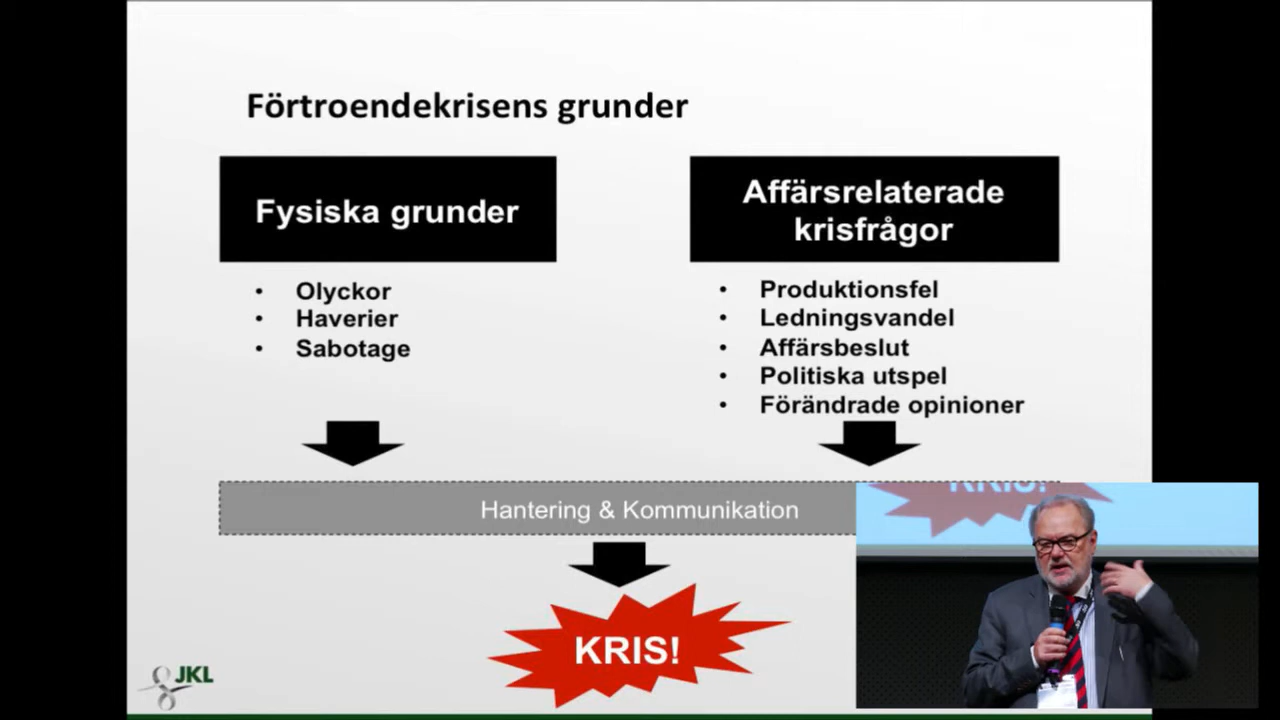 Förtroendekrisens grunder
Fysiska grunder
• Olyckor
• Haverier
• Sabotage
Affärsrelaterade
krisfrågor
• Produktionsfel
• Ledningsvandel
• Affärsbeslut
• Politiska utspel
• Förändrade opinioner
Hantering & Kommunikation
KRIS!
KRIS!
JKL